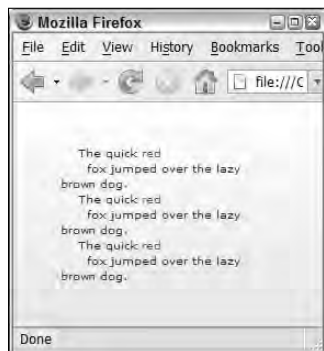 Mozilla Firefox
File Edit View History Bookmarks Tool
file:///C
The quick red
fox jumped over the lazy
brown dog.
The quick red
fox jumped over the lazy
brown dog.
The quick red
fox jumped over the lazy
brown dog.
Done